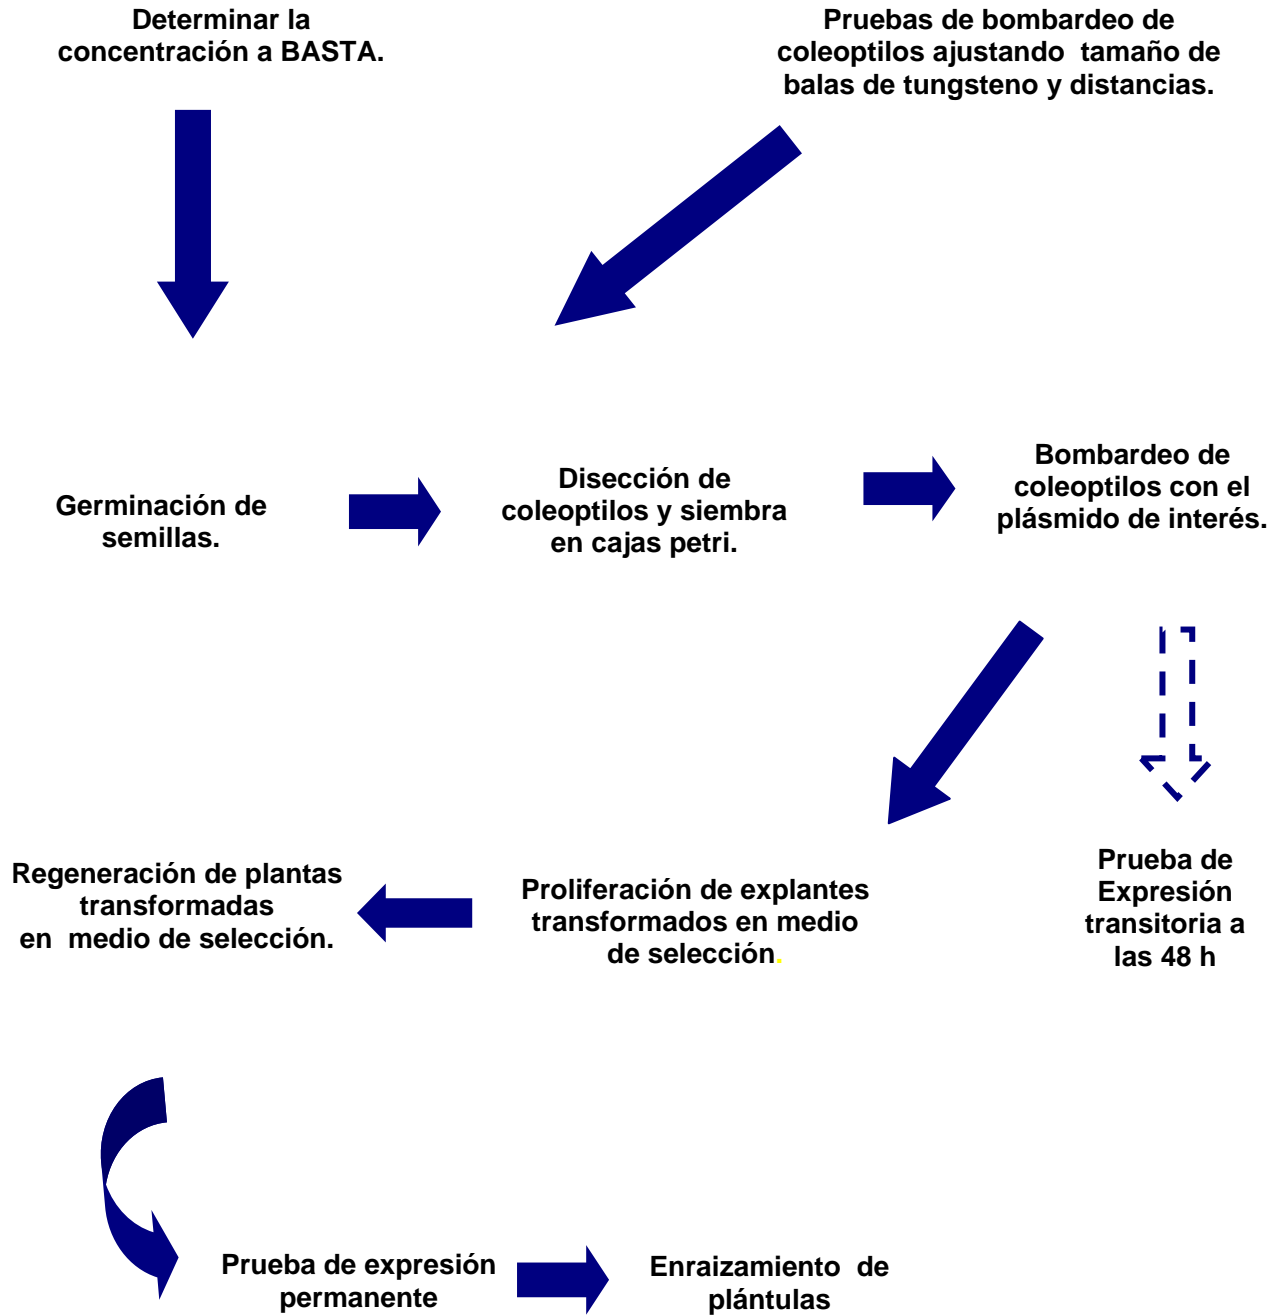 Determinar la
concentración a BASTA.
Pruebas de bombardeo de
coleoptilos ajustando tamaño de
balas de tungsteno y distancias.
Germinación de
semillas.
Disección de
coleoptilos y siembra
en cajas petri.
Bombardeo de
coleoptilos con el
plásmido de interés.
Regeneración de plantas
transformadas
en medio de selección.
Proliferación de explantes
transformados en medio
de selección.
Prueba de
Expresión
transitoria a
las 48 h
Prueba de expresión
permanente
Enraizamiento de
plántulas